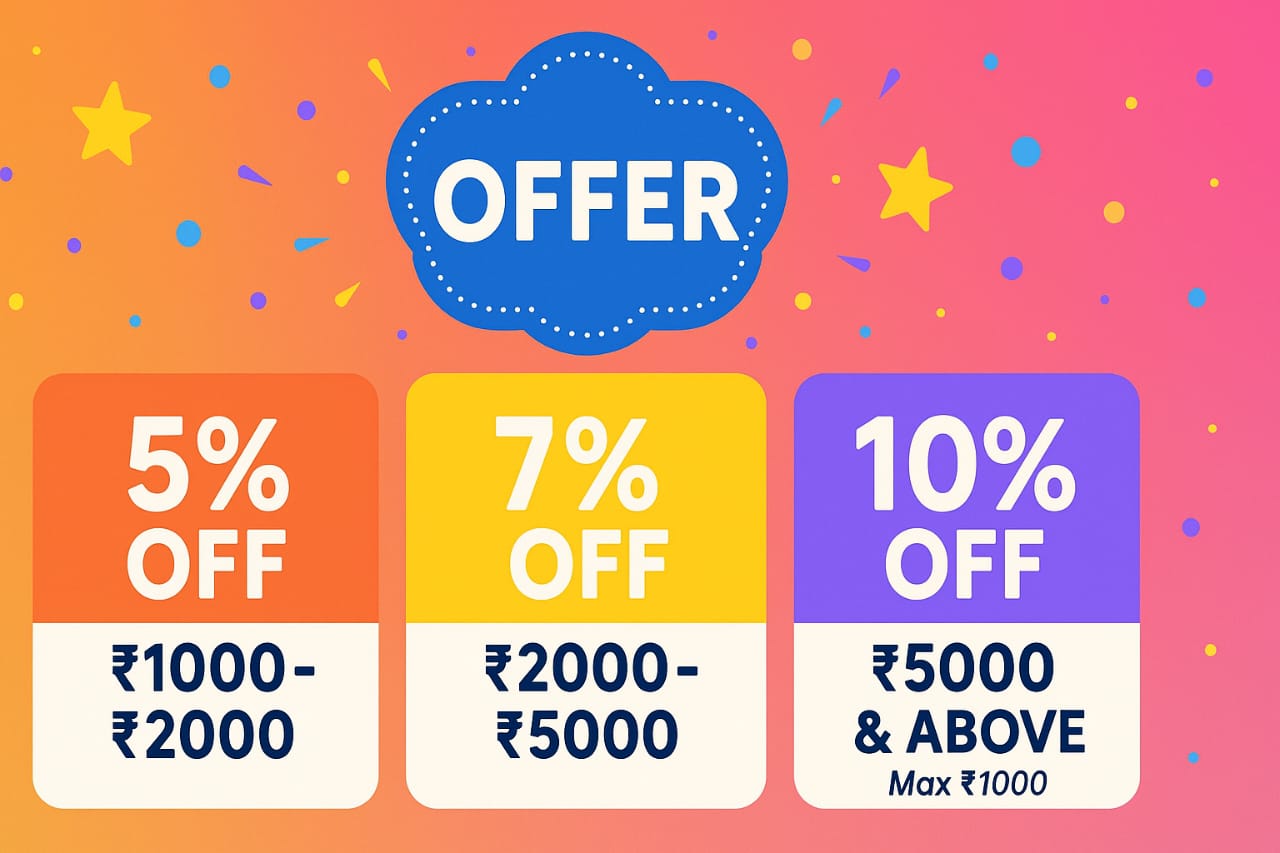 OFFER
5%
OFF
₹1000-
₹2000
7%
OFF
₹2000-
₹5000
10%
OFF
₹5000
& ABOVE
Max ₹1000